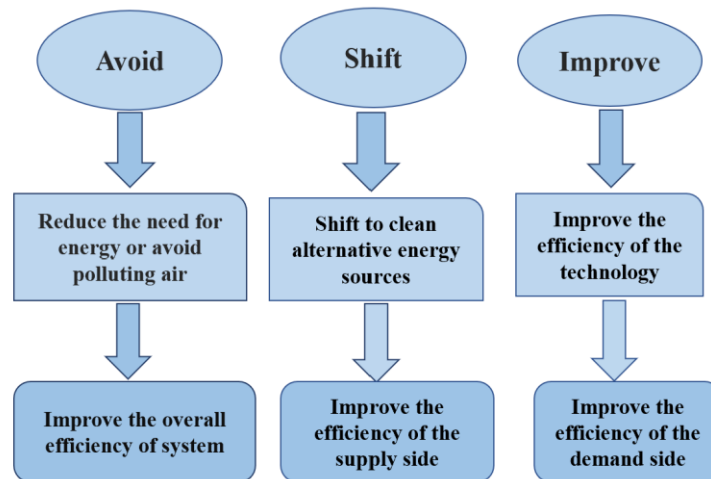 Avoid
Shift
Improve
Reduce the need for
energy or avoid
polluting air
Shift to clean
alternative energy
sources
Improve the
efficiency of the
technology
Improve the overall
efficiency of system
Improve the
efficiency of the
supply side
Improve the
efficiency of the
demand side